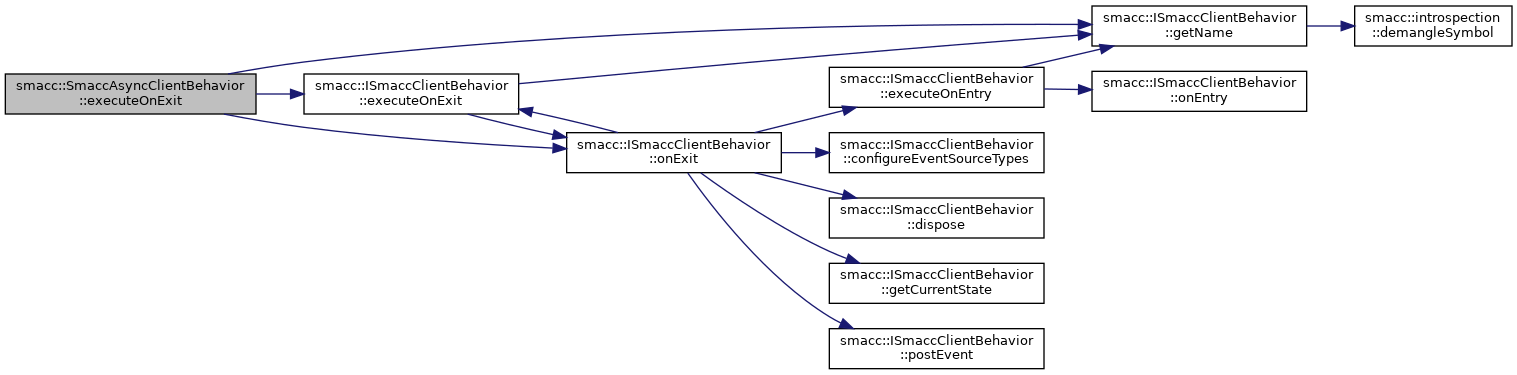 smacc::SmaccAsyncClientBehavior
::executeOnExit
smacc::ISmaccClientBehavior
::executeOnExit
smacc::ISmaccClientBehavior
::onExit
smacc::ISmaccClientBehavior
::executeOnEntry
smacc::ISmaccClientBehavior
::configureEventSourceTypes
smacc::ISmaccClientBehavior
::dispose
smacc::ISmaccClientBehavior
::getCurrentState
smacc::ISmaccClientBehavior
::postEvent
smacc::ISmaccClientBehavior
::getName
smacc::ISmaccClientBehavior
::onEntry
smacc::introspection
::demangleSymbol